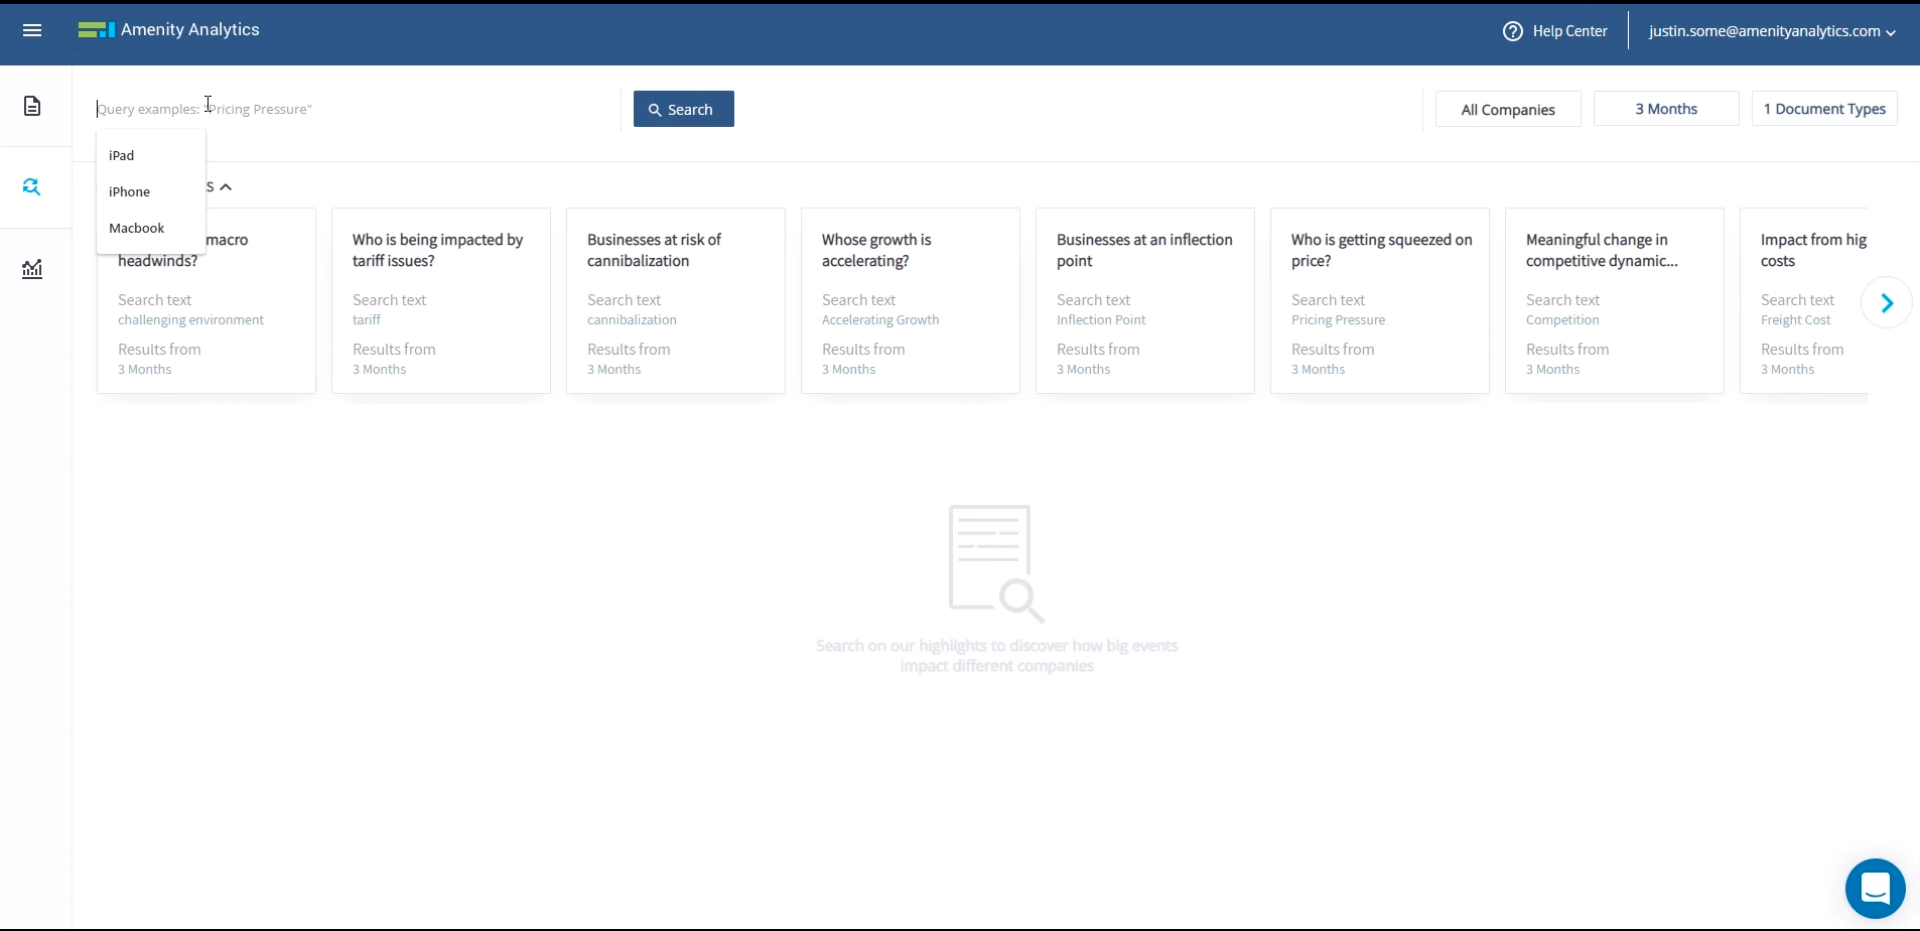 Amenity Analytics
Help Center
justin.some@amenityanalytics.com
Query examples: "Pricing Pressure"
Search
All Companies
3 Months
1 Document Types
iPad
iPhone
Macbook
S
macro
headwinds?
Search text
challenging environment
Results from
3 Months
Who is being impacted by
tariff issues?
Search text
tariff
Results from
3 Months
Businesses at risk of
cannibalization
Search text
cannibalization
Results from
3 Months
Whose growth is
accelerating?
Search text
Accelerating Growth
Results from
3 Months
Businesses at an inflection
point
Search text
Inflection Point
Results from
3 Months
Who is getting squeezed on
price?
Search text
Pricing Pressure
Results from
3 Months
Meaningful change in
competitive dynamic...
Search text
Competition
Results from
3 Months
Impact from hig
costs
Search text
Freight Cost
Results from
3 Months
Search on our highlights to discover how big events
impact different companies